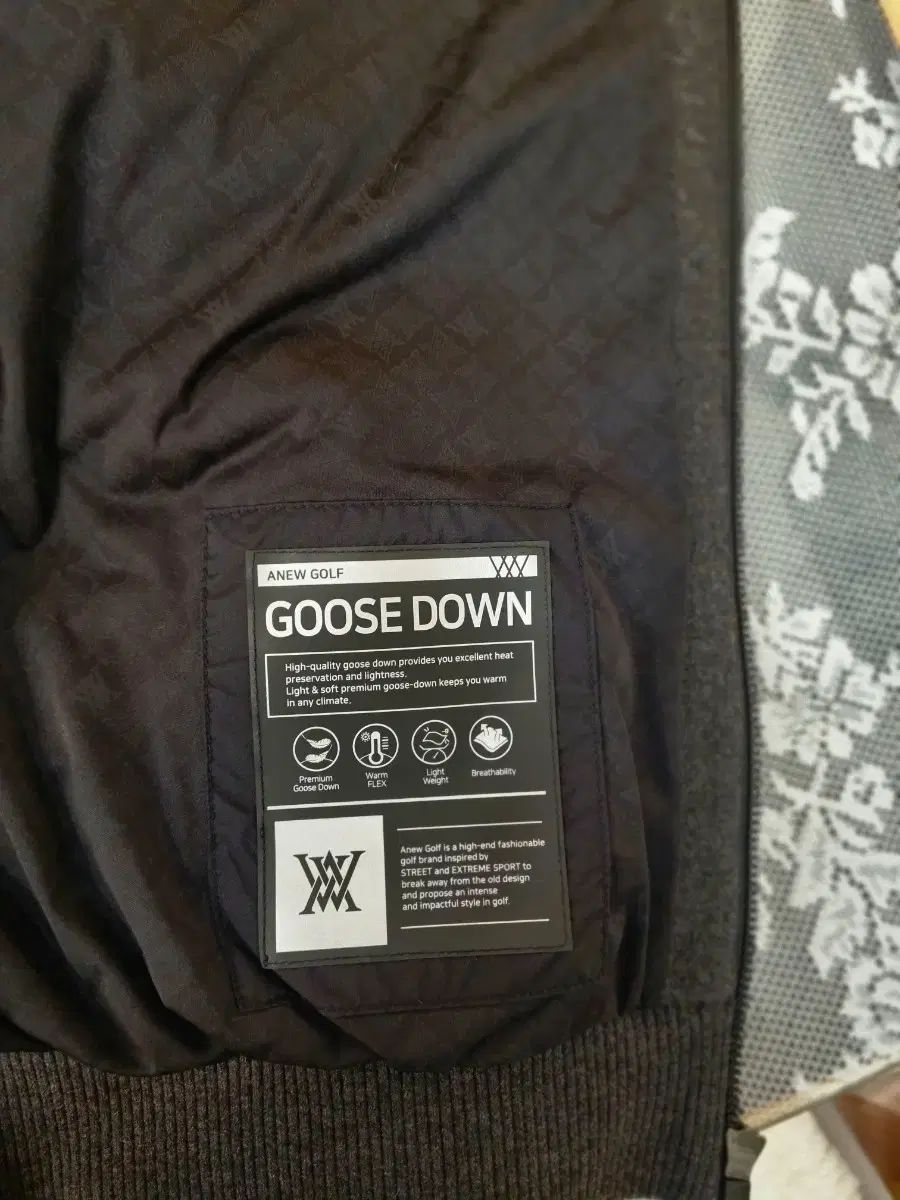 ANEW GOLF
GOOSE DOWN
High-quality goose down provides you excellent heat
preservation and lightness.
Light & soft premium goose-down keeps you warm
in any climate.
Premium
Goose Down
Warm
FLEX
Light
Weight
Breathability
Anew Golf is a high-end fashionable
golf brand inspired by
STREET and EXTREME SPORT to
break away from the old design
and propose an intense
and impactful style in golf.